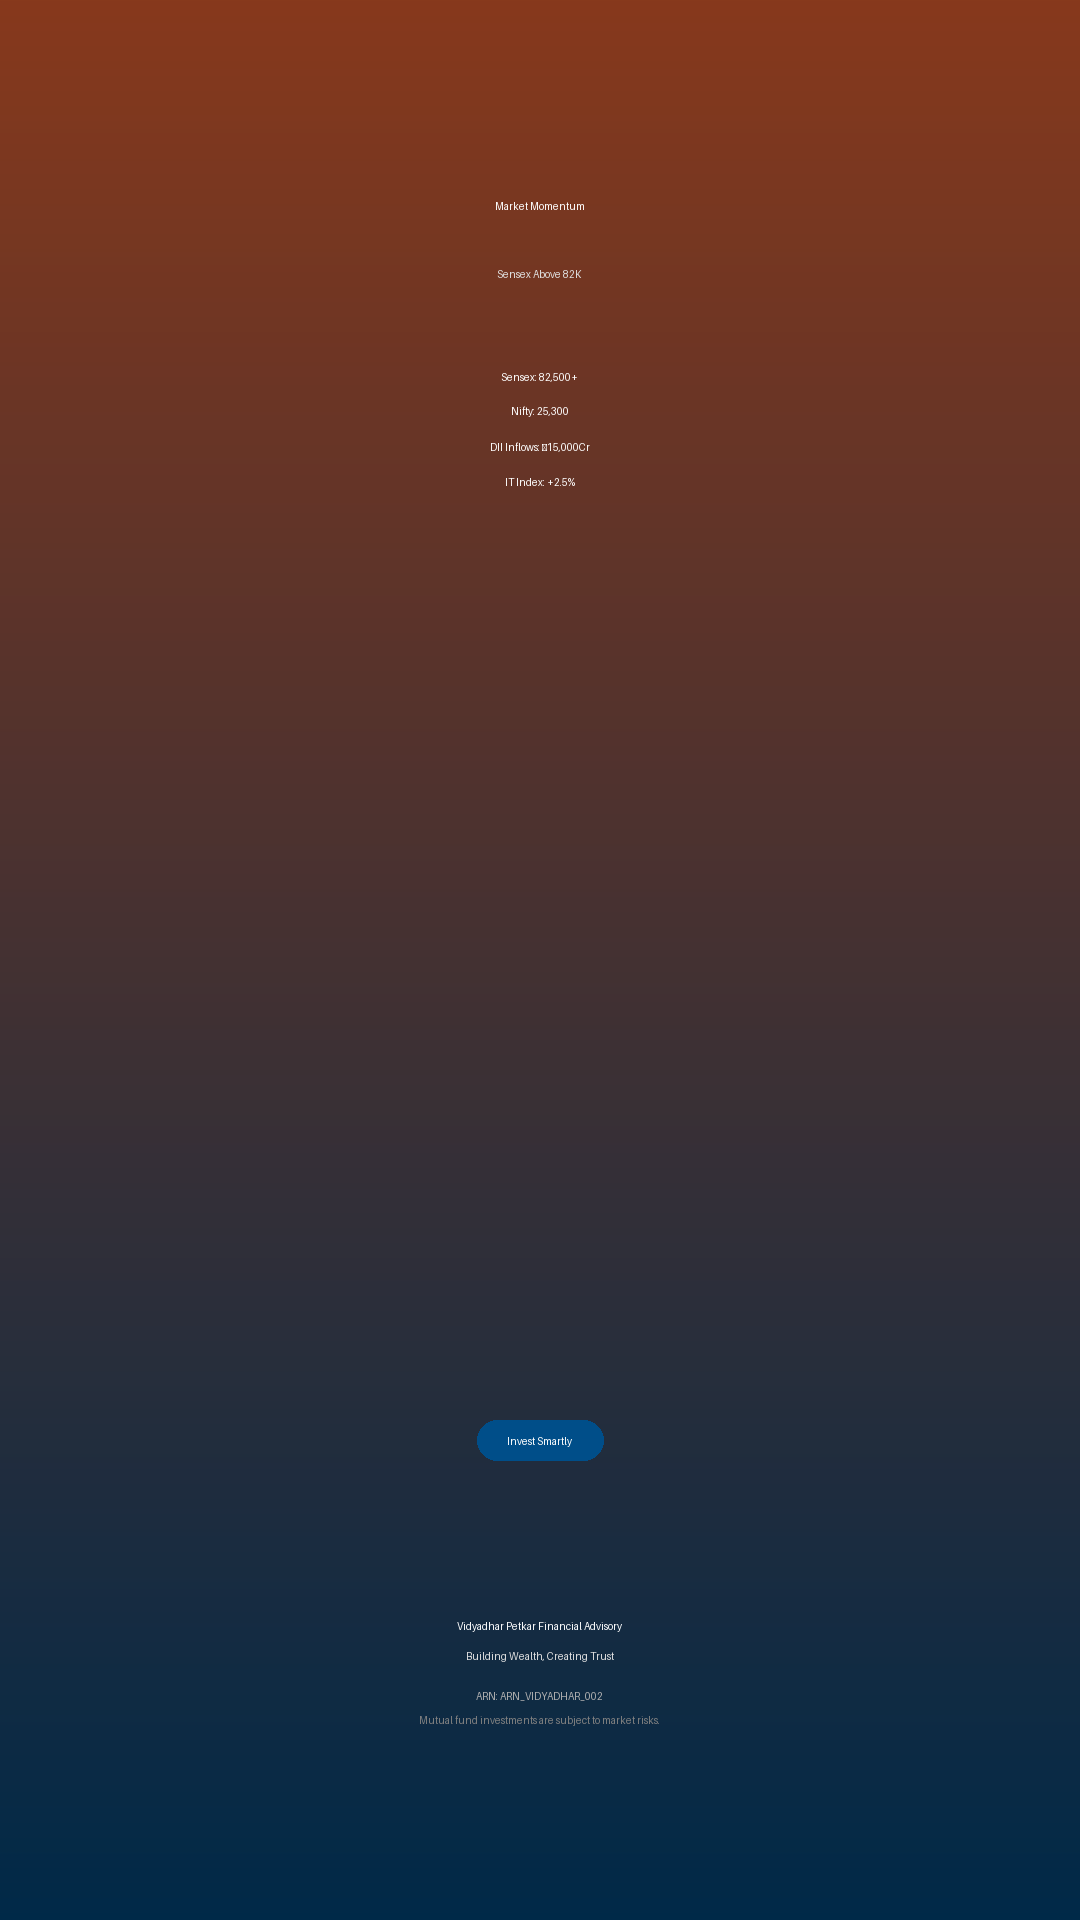 Market Momentum
Sensex Above 82K
Sensex: 82,500+
Nifty: 25,300
DII Inflows: 15,000Cr
IT Index: +2.5%
Invest Smartly
Vidyadhar Petkar Financial Advisory
Building Wealth, Creating Trust
ARN: ARN_VIDYADHAR_002
Mutual fund investments are subject to market risks.